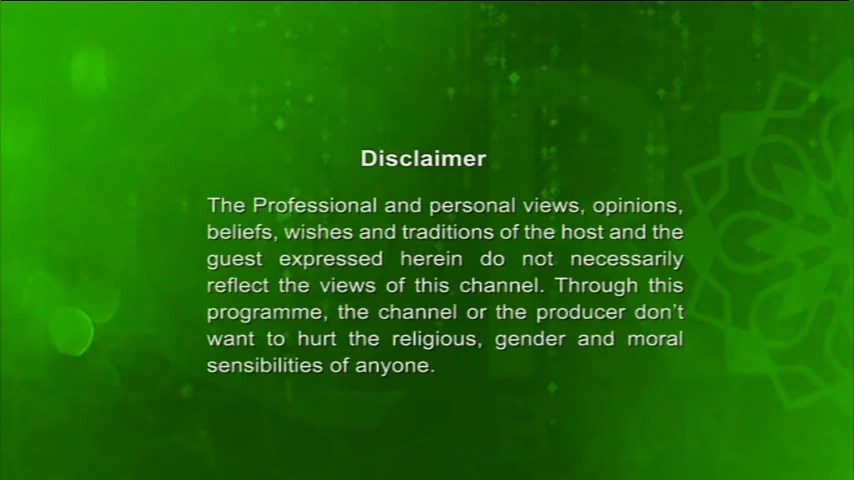 Disclaimer
The Professional and personal views, opinions,
beliefs, wishes and traditions of the host and the
guest expressed herein do not necessarily
reflect the views of this channel. Through this
programme, the channel or the producer don't
want to hurt the religious, gender and moral
sensibilities of anyone.